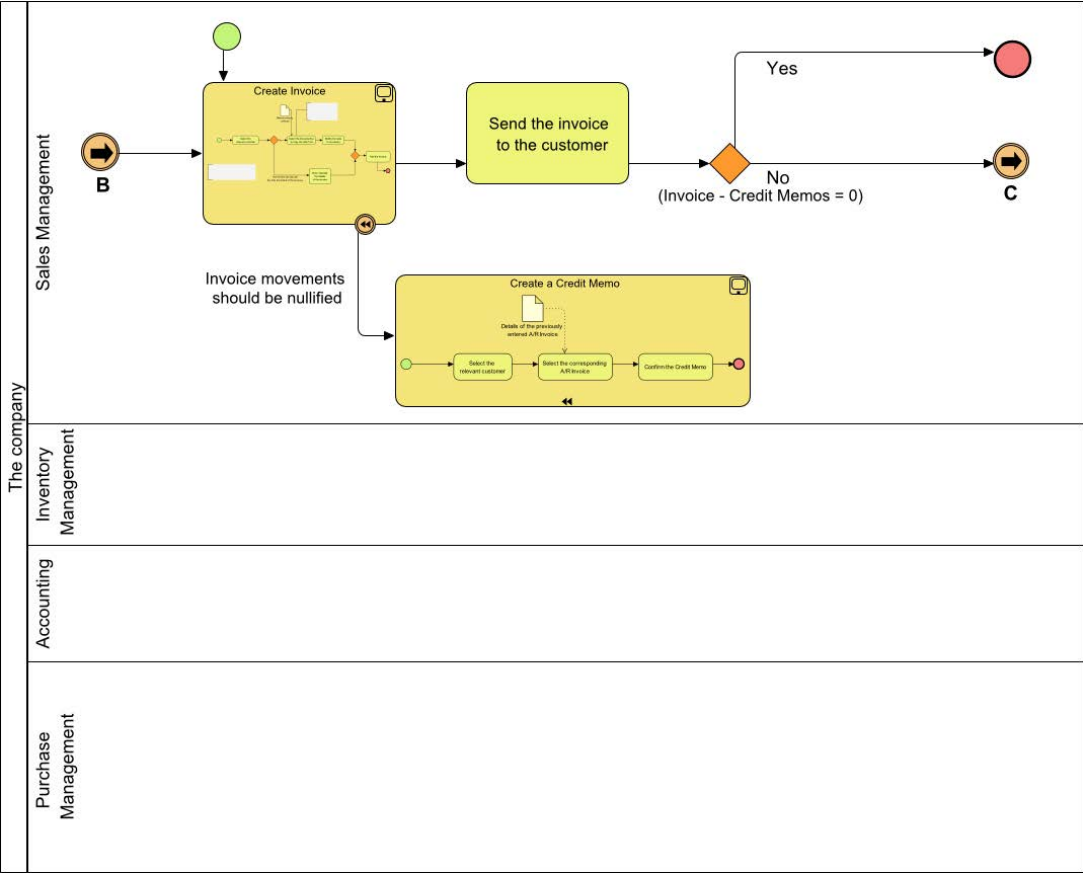 The company
Sales Management
B
Create Invoice
Send the invoice
to the customer
Yes
No
(Invoice - Credit Memos = 0)
C
Invoice movements
should be nullified
Create a Credit Memo
Details of the previously
entered A/R Invoice
Select the
relevant customer
Select the corresponding
A/R Invoice
Confirm the Credit Memo
Inventory
Management
Accounting
Purchase
Management